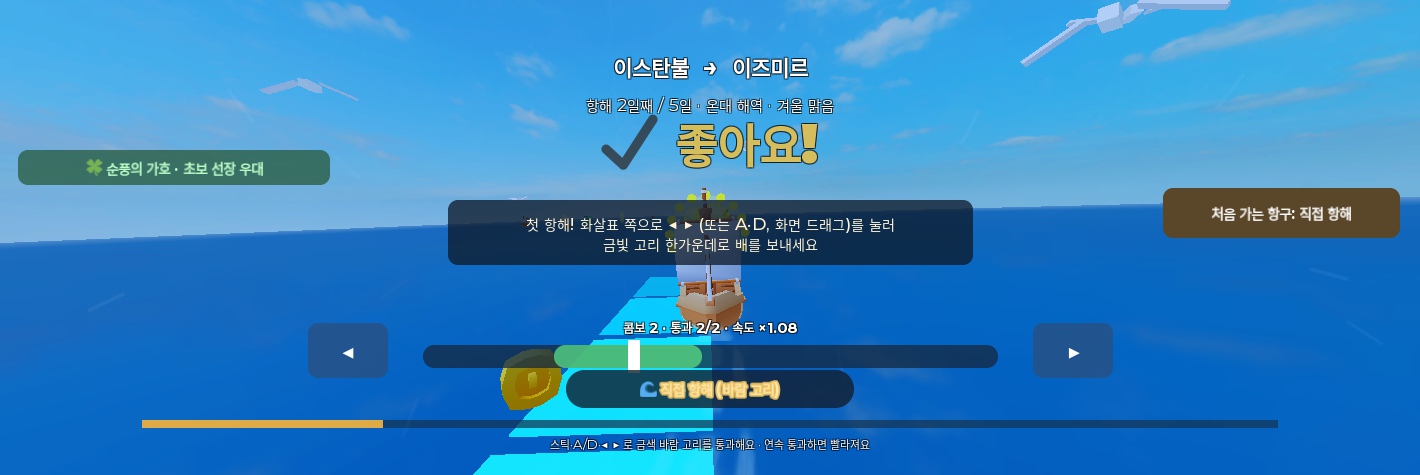 이스탄불 → 이즈미르
항해 2일째 / 5일 · 온대 해역 · 겨울 맑음
✓ 좋아요!
🍀 순풍의 가호 · 초보 선장 우대
처음 가는 항구: 직접 항해
첫 항해! 화살표 쪽으로 ◂ ▸ (또는 A·D, 화면 드래그)를 눌러
금빛 고리 한가운데로 배를 보내세요
콤보 2 · 통과 2/2 · 속도 ×1.08
◂
▸
🌊 직접 항해 (바람 고리)
스틱·A/D·◂ ▸ 로 금색 바람 고리를 통과해요 · 연속 통과하면 빨라져요